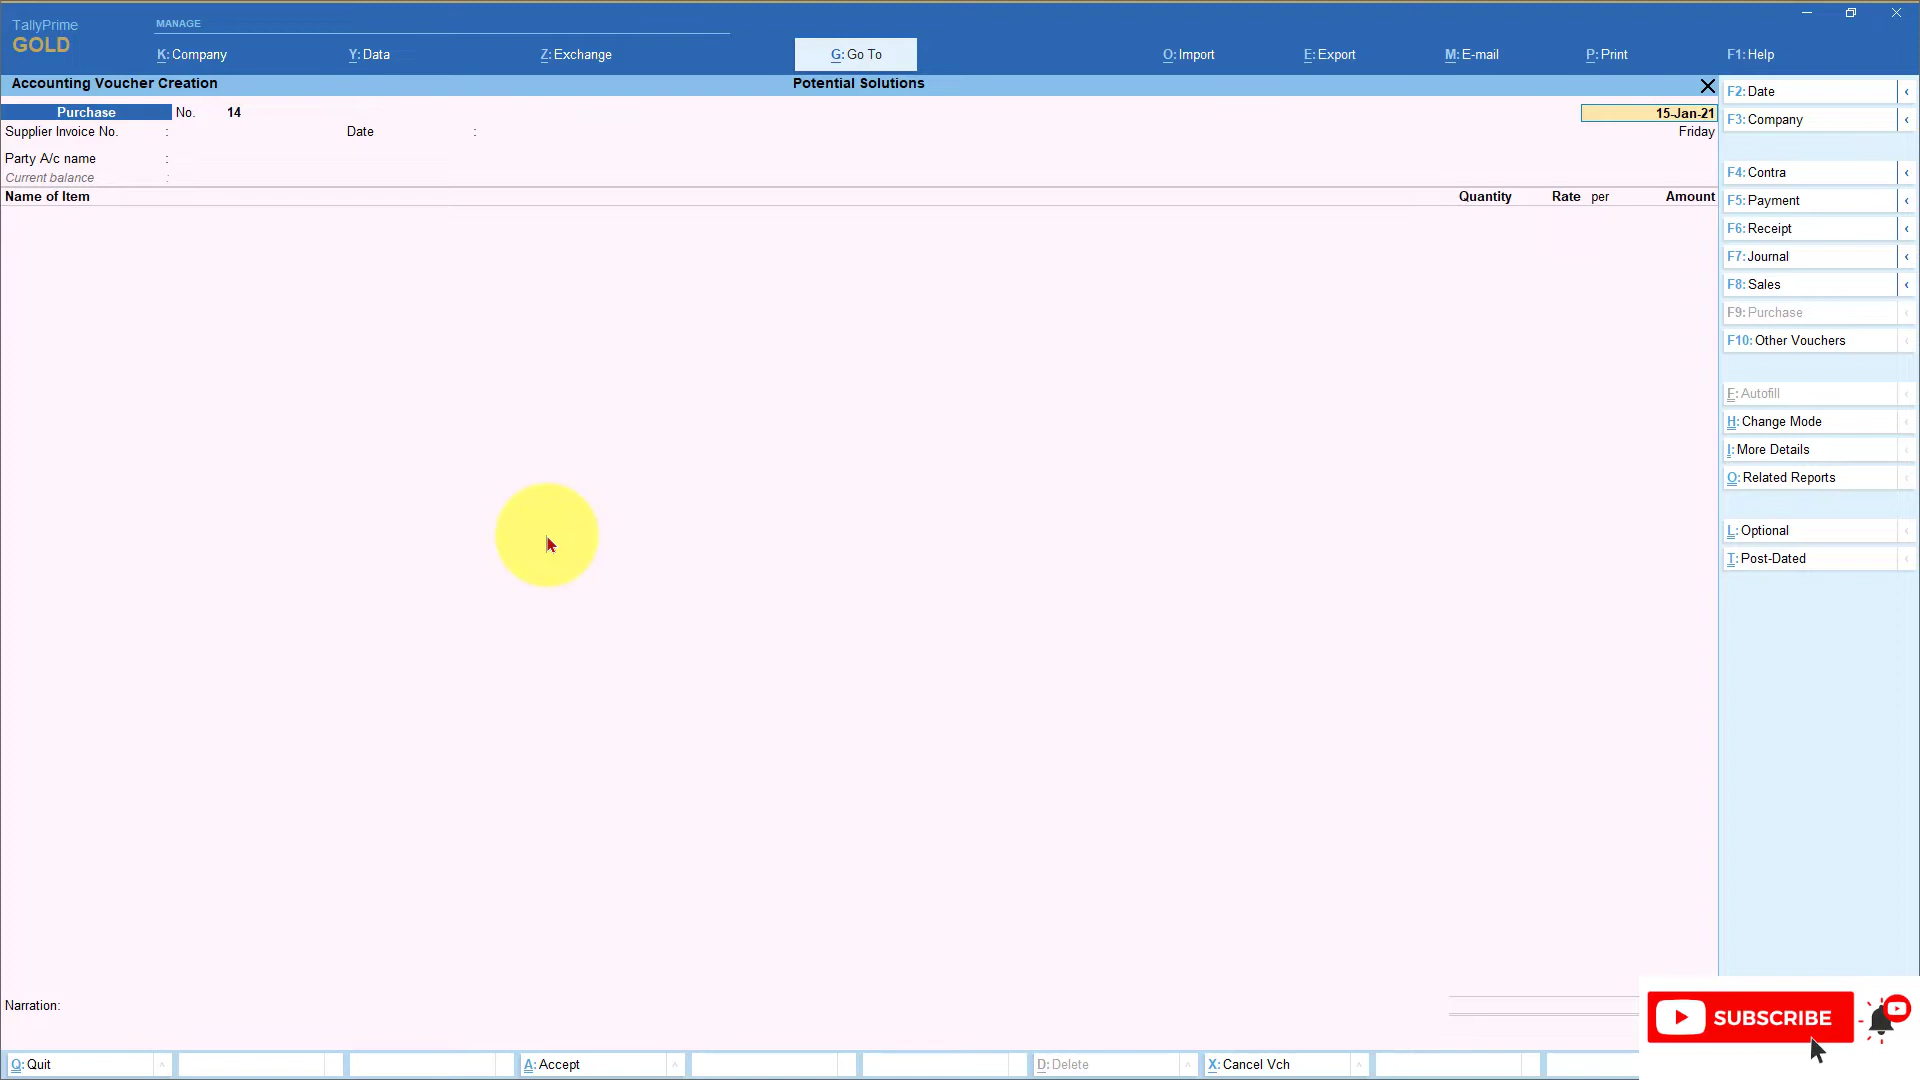 TallyPrime
GOLD
MANAGE
K: Company
Y: Data
Z: Exchange
G: Go To
O: Import
E: Export
M: E-mail
P: Print
F1: Help
Accounting Voucher Creation
Potential Solutions
Purchase No. 14
15-Jan-21
Supplier Invoice No. :
Date :
Friday
Party A/c name :
Current balance :
Name of Item
Quantity
Rate per
Amount
F2: Date
F3: Company
F4: Contra
F5: Payment
F6: Receipt
F7: Journal
F8: Sales
F9: Purchase
F10: Other Vouchers
F: Autofill
H: Change Mode
I: More Details
O: Related Reports
L: Optional
T: Post-Dated
Narration:
SUBSCRIBE
Q: Quit
A: Accept
D: Delete
X: Cancel Vch